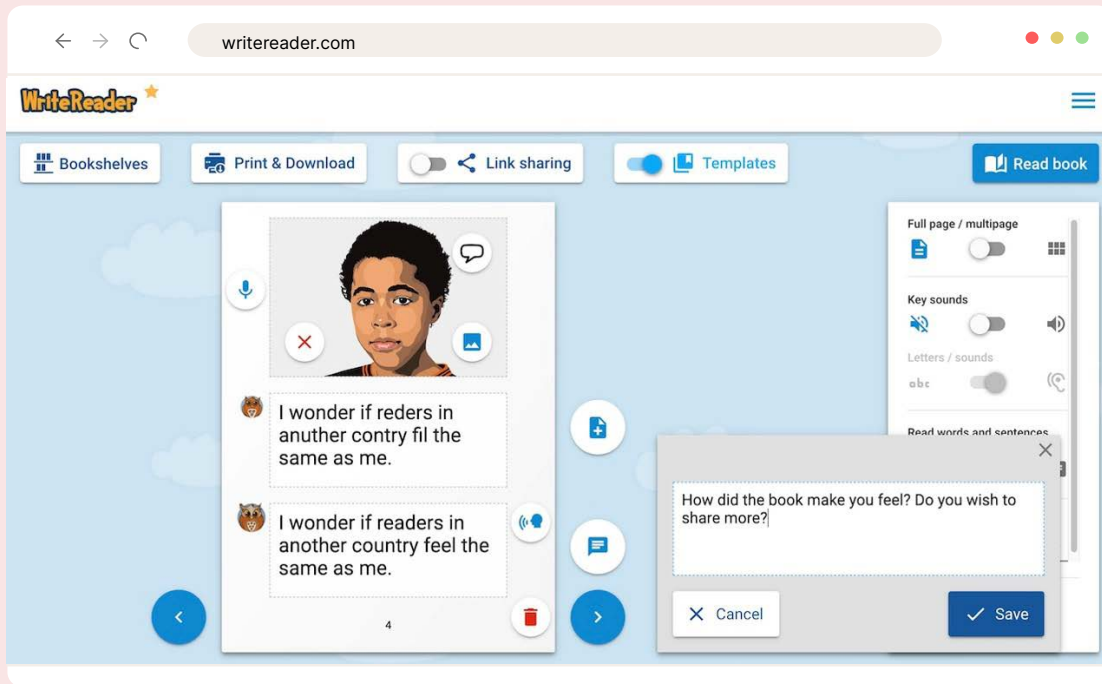 writereader.com
WriteReader
Bookshelves
Print & Download
Link sharing
Templates
Read book
I wonder if reders in
anuther contry fil the
same as me.
I wonder if readers in
another country feel the
same as me.
4
Full page / multipage
Key sounds
Letters / sounds
abc
Read words and sentences
How did the book make you feel? Do you wish to
share more?
Cancel
Save